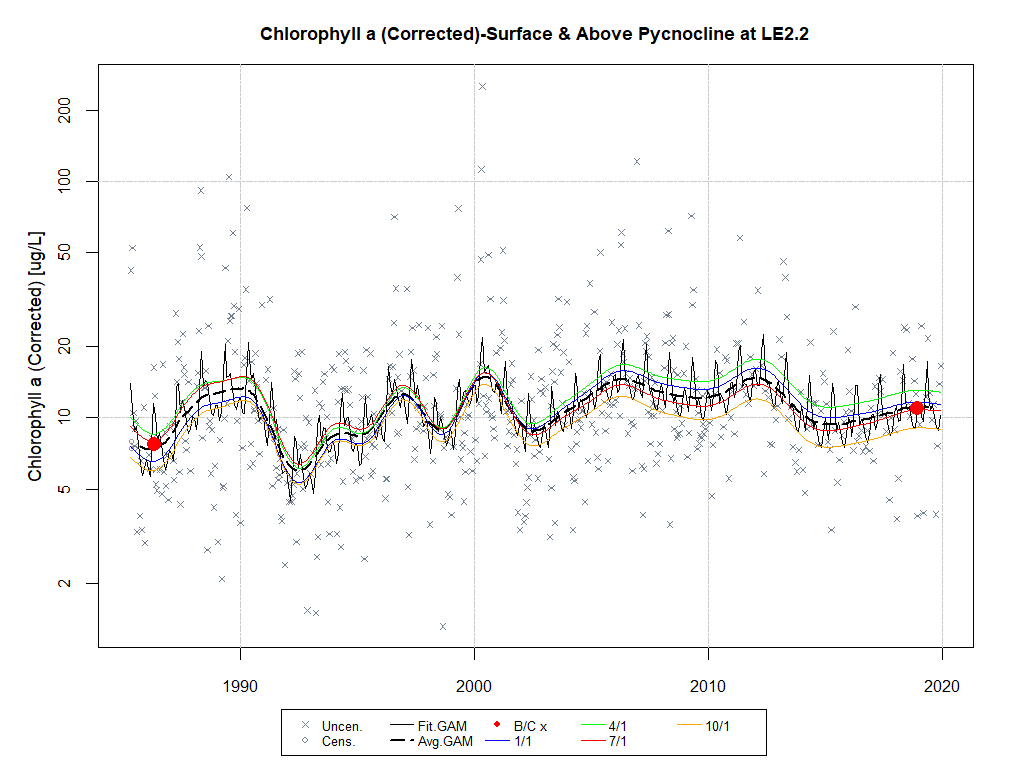 Chlorophyll a (Corrected)-Surface & Above Pycnocline at LE2.2
Chlorophyll a (Corrected) [ug/L]
200
100
50
20
10
5
2
1990 2000 2010 2020
Uncen. Fit.GAM B/C x 4/1 10/1
Cens. Avg.GAM 1/1 7/1